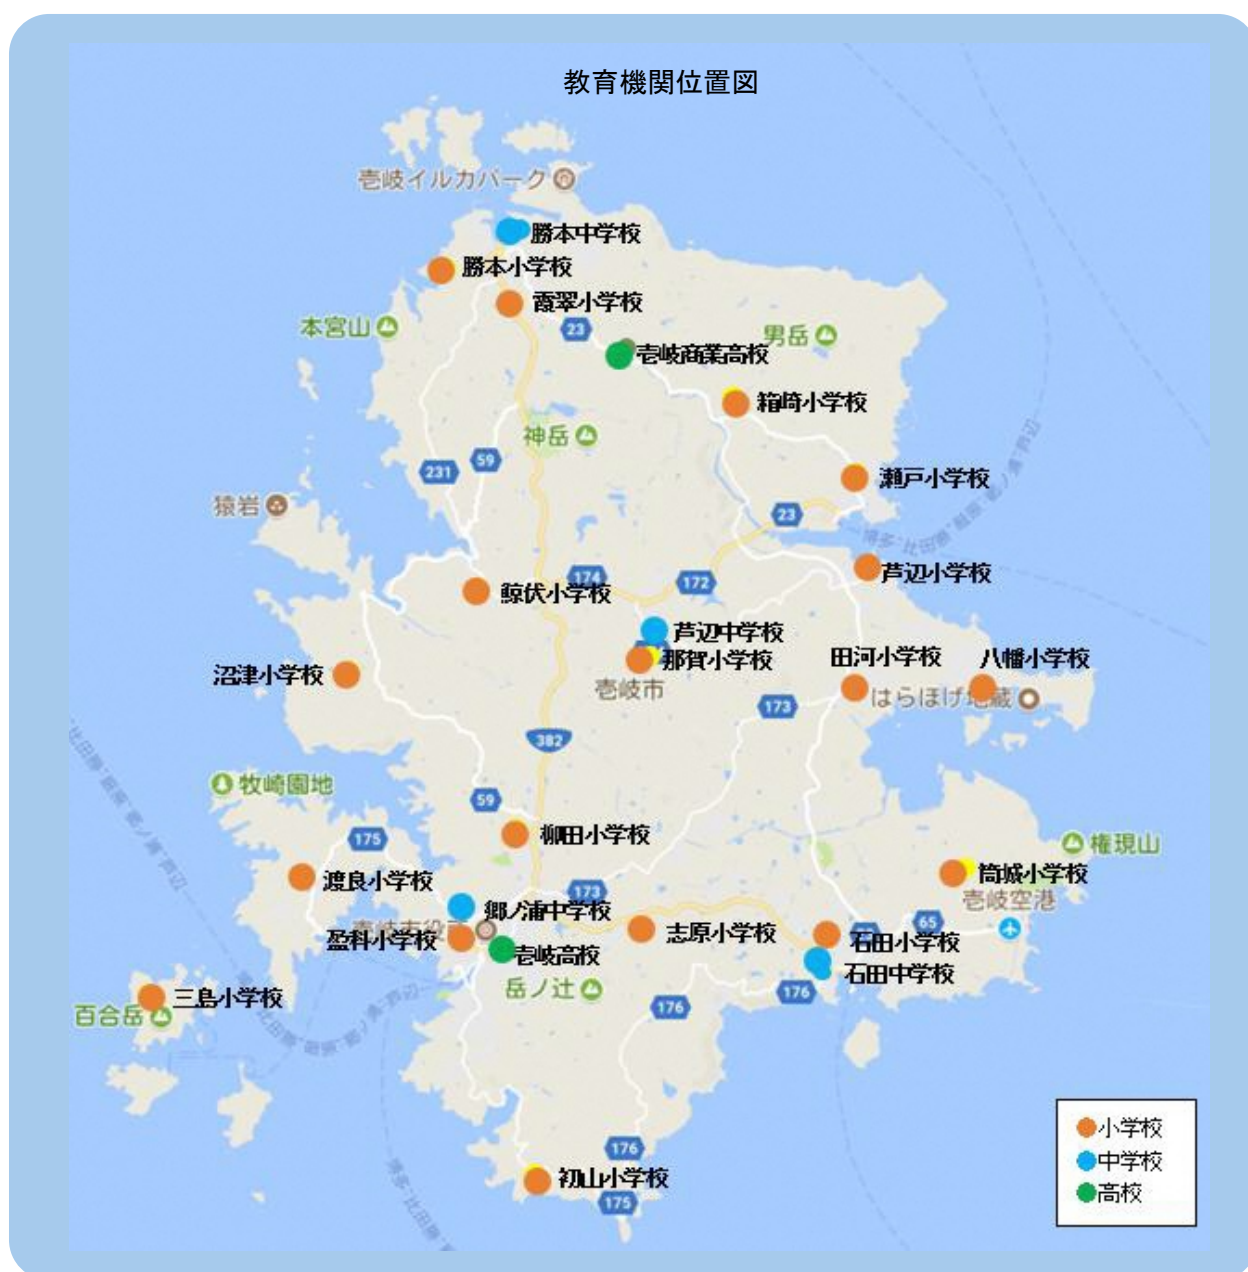 教育機関位置図
壱岐イルカパーク
勝本中学校
勝本小学校
霞翠小学校
本宮山
23
男岳
壱岐商業高校
箱崎小学校
神岳
231
59
瀬戸小学校
猿岩
23
芦辺小学校
174
172
鯨伏小学校
芦辺中学校
那賀小学校
田河小学校
八幡小学校
沼津小学校
壱岐市
はらほげ地蔵
173
382
牧崎園地
59
柳田小学校
175
権現山
渡良小学校
筒城小学校
173
壱岐空港
郷ノ浦中学校
65
盈科小学校
志原小学校
石田小学校
壱岐高校
石田中学校
岳ノ辻
176
三島小学校
176
百合岳
小学校
中学校
高校
176
初山小学校
175